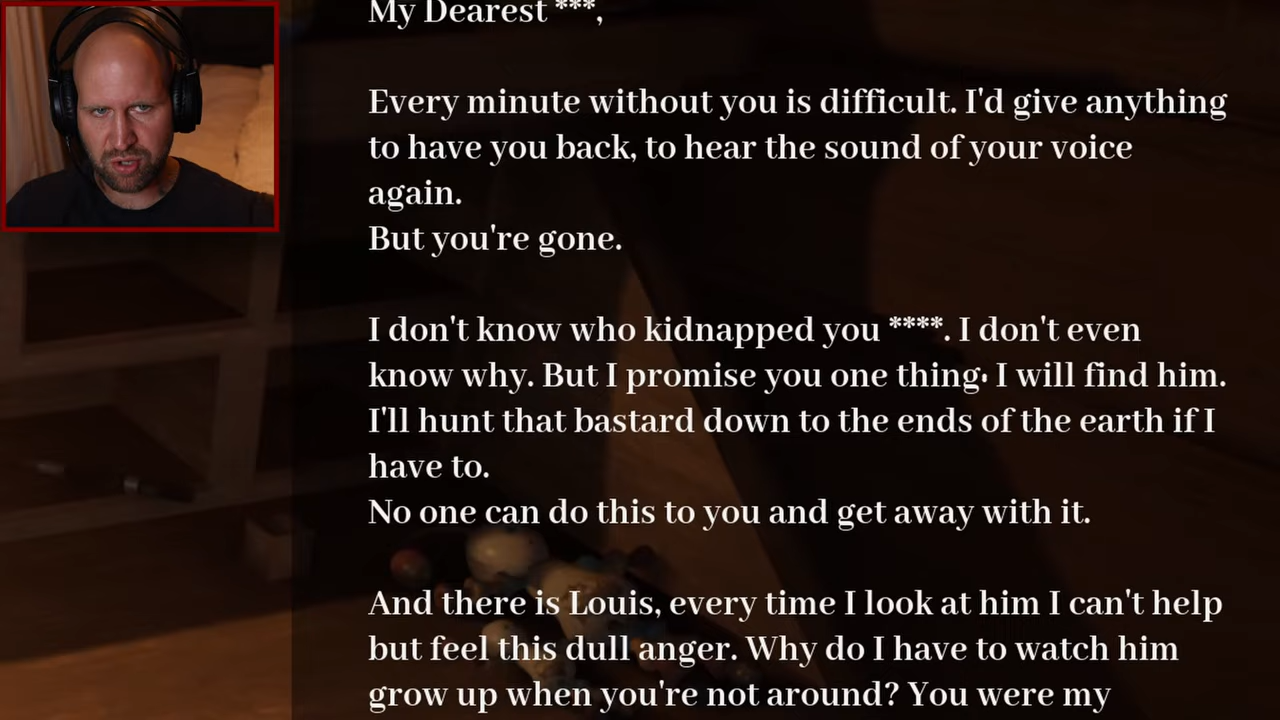 My Dearest ***,
Every minute without you is difficult. I'd give anything
to have you back, to hear the sound of your voice
again.
But you're gone.
I don't know who kidnapped you ****. I don't even
know why. But I promise you one thing· I will find him.
I'll hunt that bastard down to the ends of the earth if I
have to.
No one can do this to you and get away with it.
And there is Louis, every time I look at him I can't help
but feel this dull anger. Why do I have to watch him
grow up when you're not around? You were my